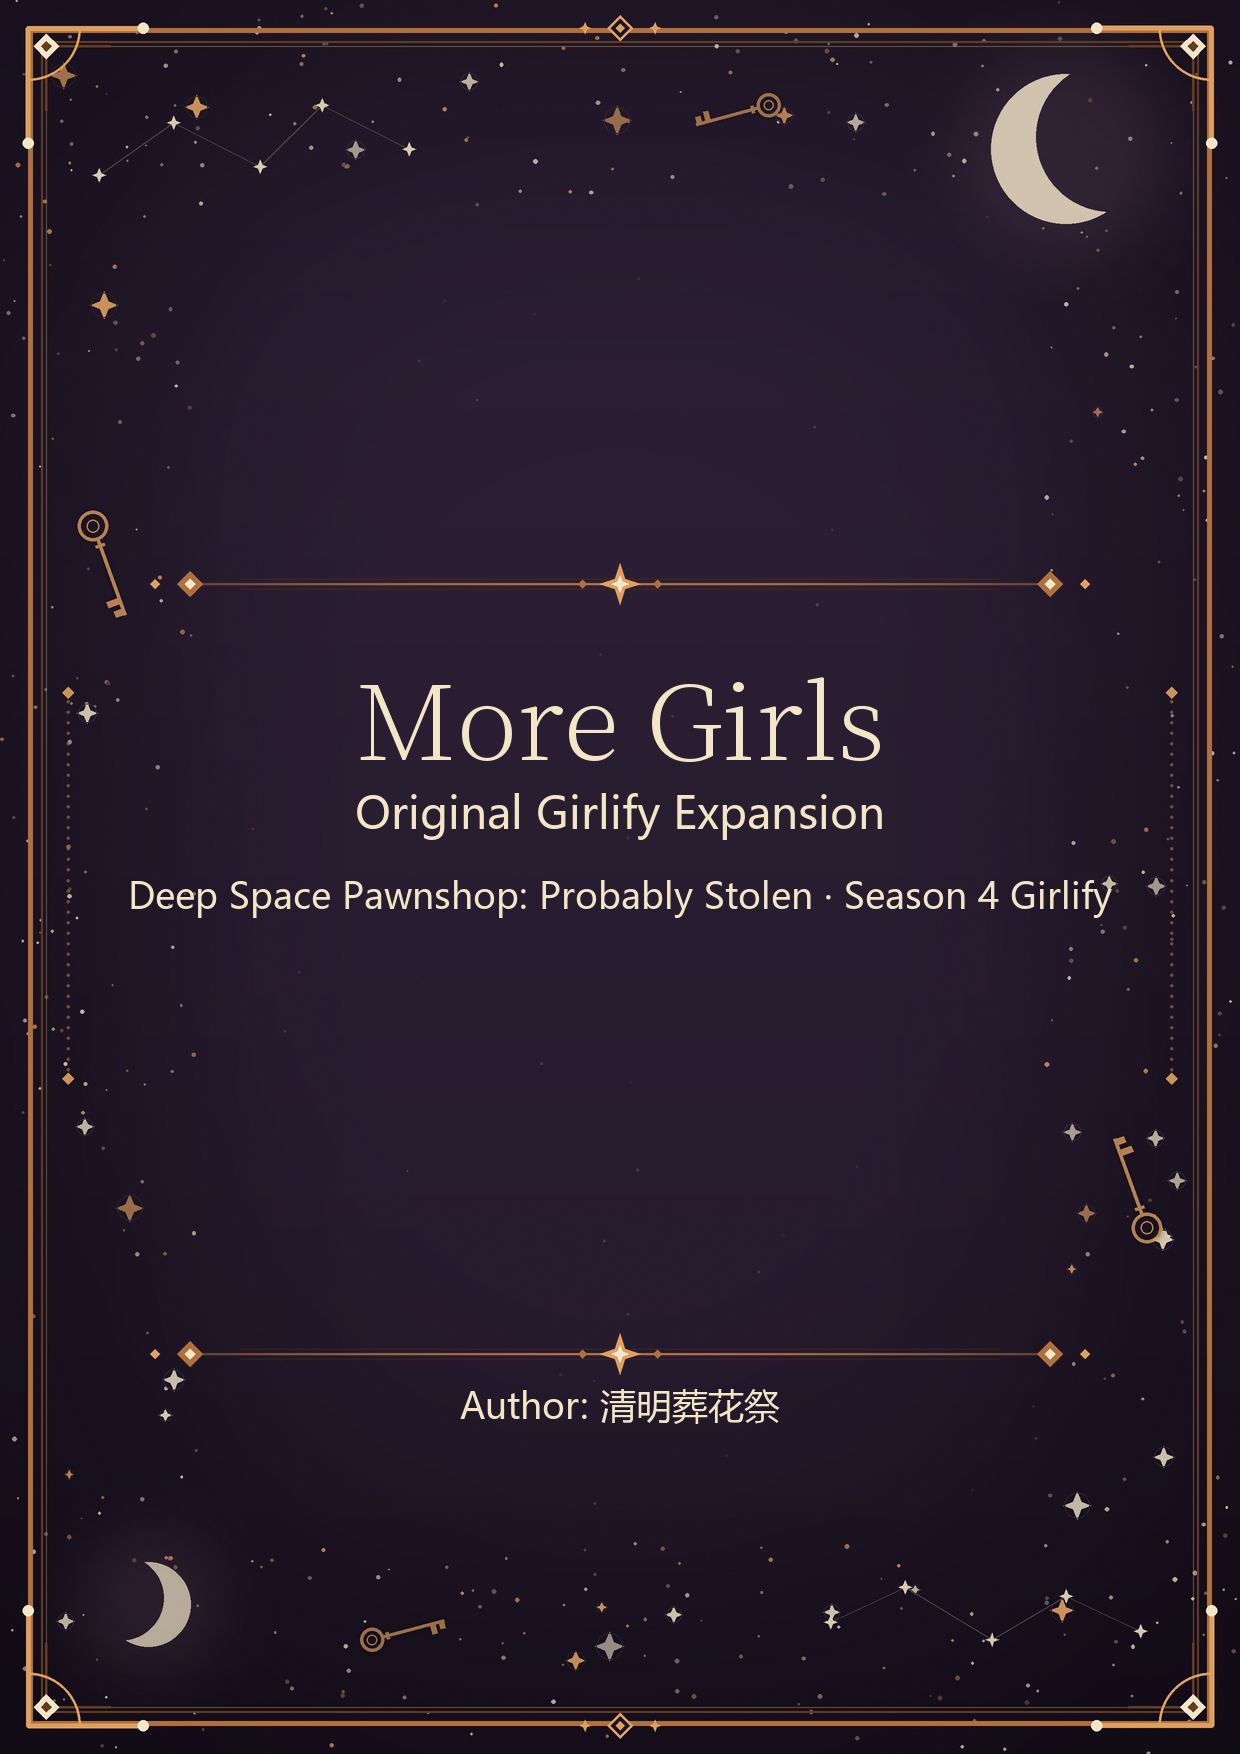 More Girls
Original Girlify Expansion
Deep Space Pawnshop: Probably Stolen · Season 4 Girlify
Author: 清明葬花祭